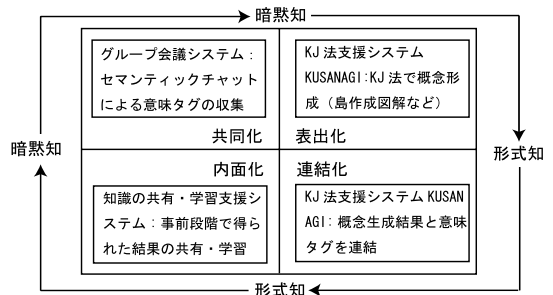 暗黙知
グループ会議システム：
セマンティックチャット
による意味タグの収集
共同化
KJ法支援システム
KUSANAGI:KJ法で概念形
成（島作成図解など）
表出化
暗黙知
形式知
内面化
知識の共有・学習支援シ
ステム：事前段階で得ら
れた結果の共有・学習
連結化
KJ法支援システムKUSAN
AGI:概念生成結果と意味
タグを連結
形式知